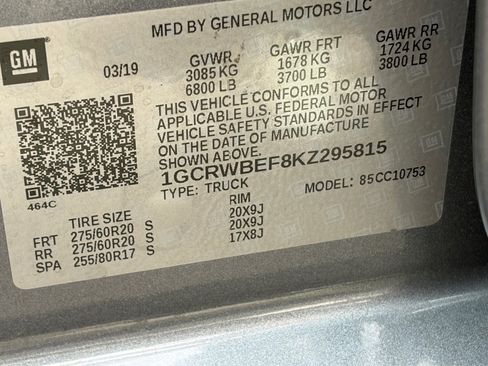 MFD BY GENERAL MOTORS LLC
GM
03/19
GVWR GAWR FRT GAWR RR
3085 KG 1678 KG 1724 KG
6800 LB 3700 LB 3800 LB
THIS VEHICLE CONFORMS TO ALL
APPLICABLE U.S. FEDERAL MOTOR
VEHICLE SAFETY STANDARDS IN EFFECT
ON THE DATE OF MANUFACTURE
SHOWN ABOVE.
1GCRWBEF8KZ295815
TYPE: TRUCK MODEL: 85CC10753
464C
TIRE SIZE RIM
FRT 275/60R20 S 20X9J
RR 275/60R20 S 20X9J
SPA 255/80R17 S 17X8J